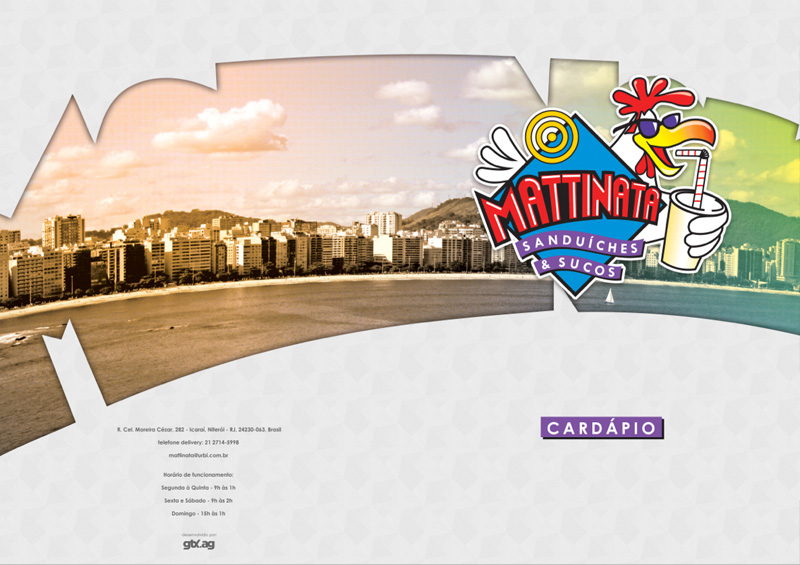 MATTINATA
SANDUÍCHES
& SUCOS
CARDÁPIO
R. Cel. Moreira Cézar, 282 - Icaraí, Niterói - RJ, 24230-063, Brasil
telefone delivery: 21 2714-5998
mattinata@urbi.com.br
Horário de funcionamento:
Segunda à Quinta - 9h às 1h
Sexta e Sábado - 9h às 2h
Domingo - 15h às 1h
desenvolvido por:
gtx.ag